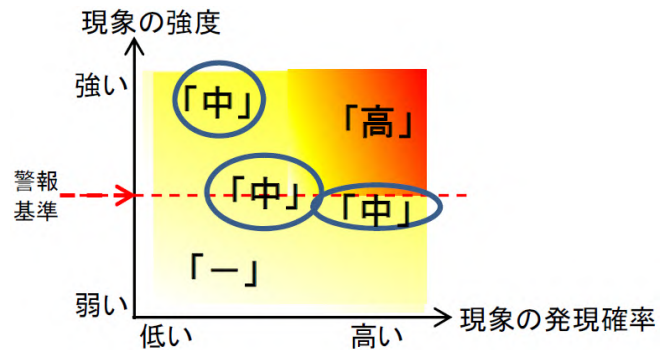 現象の強度
強い
「中」
「高」
警報
基準
「中」
「中」
「－」
弱い
低い
高い
現象の発現確率